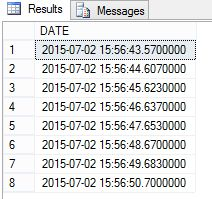 Results Messages
DATE
1 2015-07-02 15:56:43.5700000
2 2015-07-02 15:56:44.6070000
3 2015-07-02 15:56:45.6230000
4 2015-07-02 15:56:46.6370000
5 2015-07-02 15:56:47.6530000
6 2015-07-02 15:56:48.6700000
7 2015-07-02 15:56:49.6830000
8 2015-07-02 15:56:50.7000000